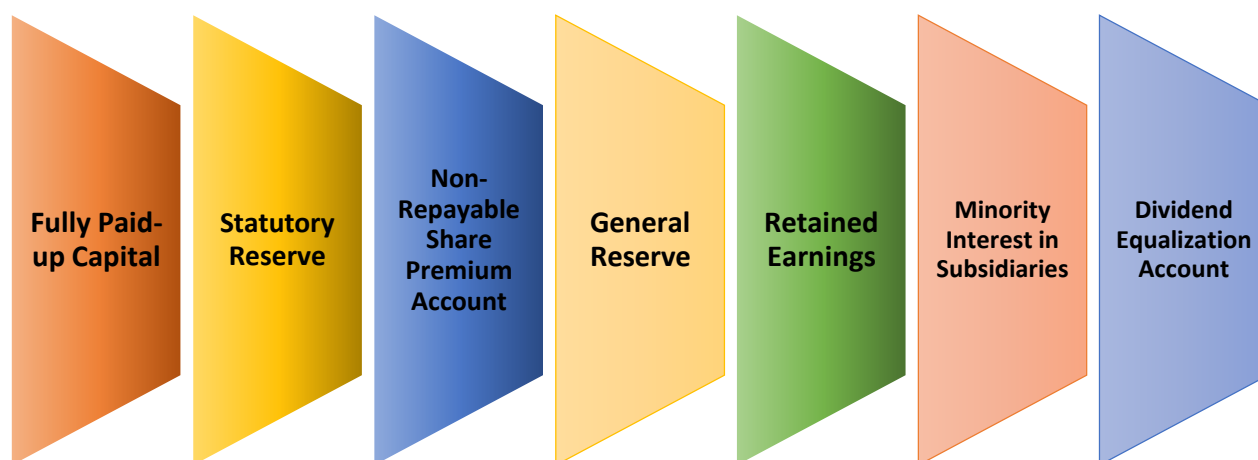 Fully Paid-
up Capital
Statutory
Reserve
Non-
Repayable
Share
Premium
Account
General
Reserve
Retained
Earnings
Minority
Interest in
Subsidiaries
Dividend
Equalization
Account